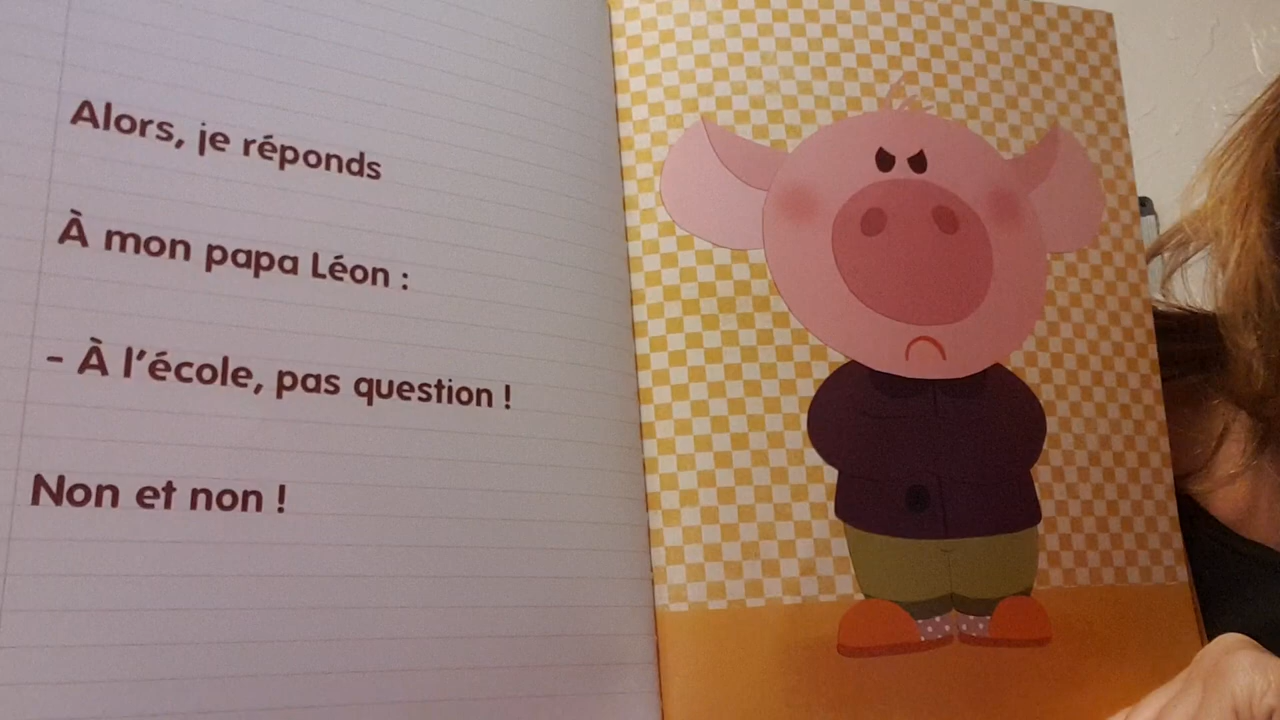 Alors, je réponds
À mon papa Léon :
- À l'école, pas question !
Non et non !